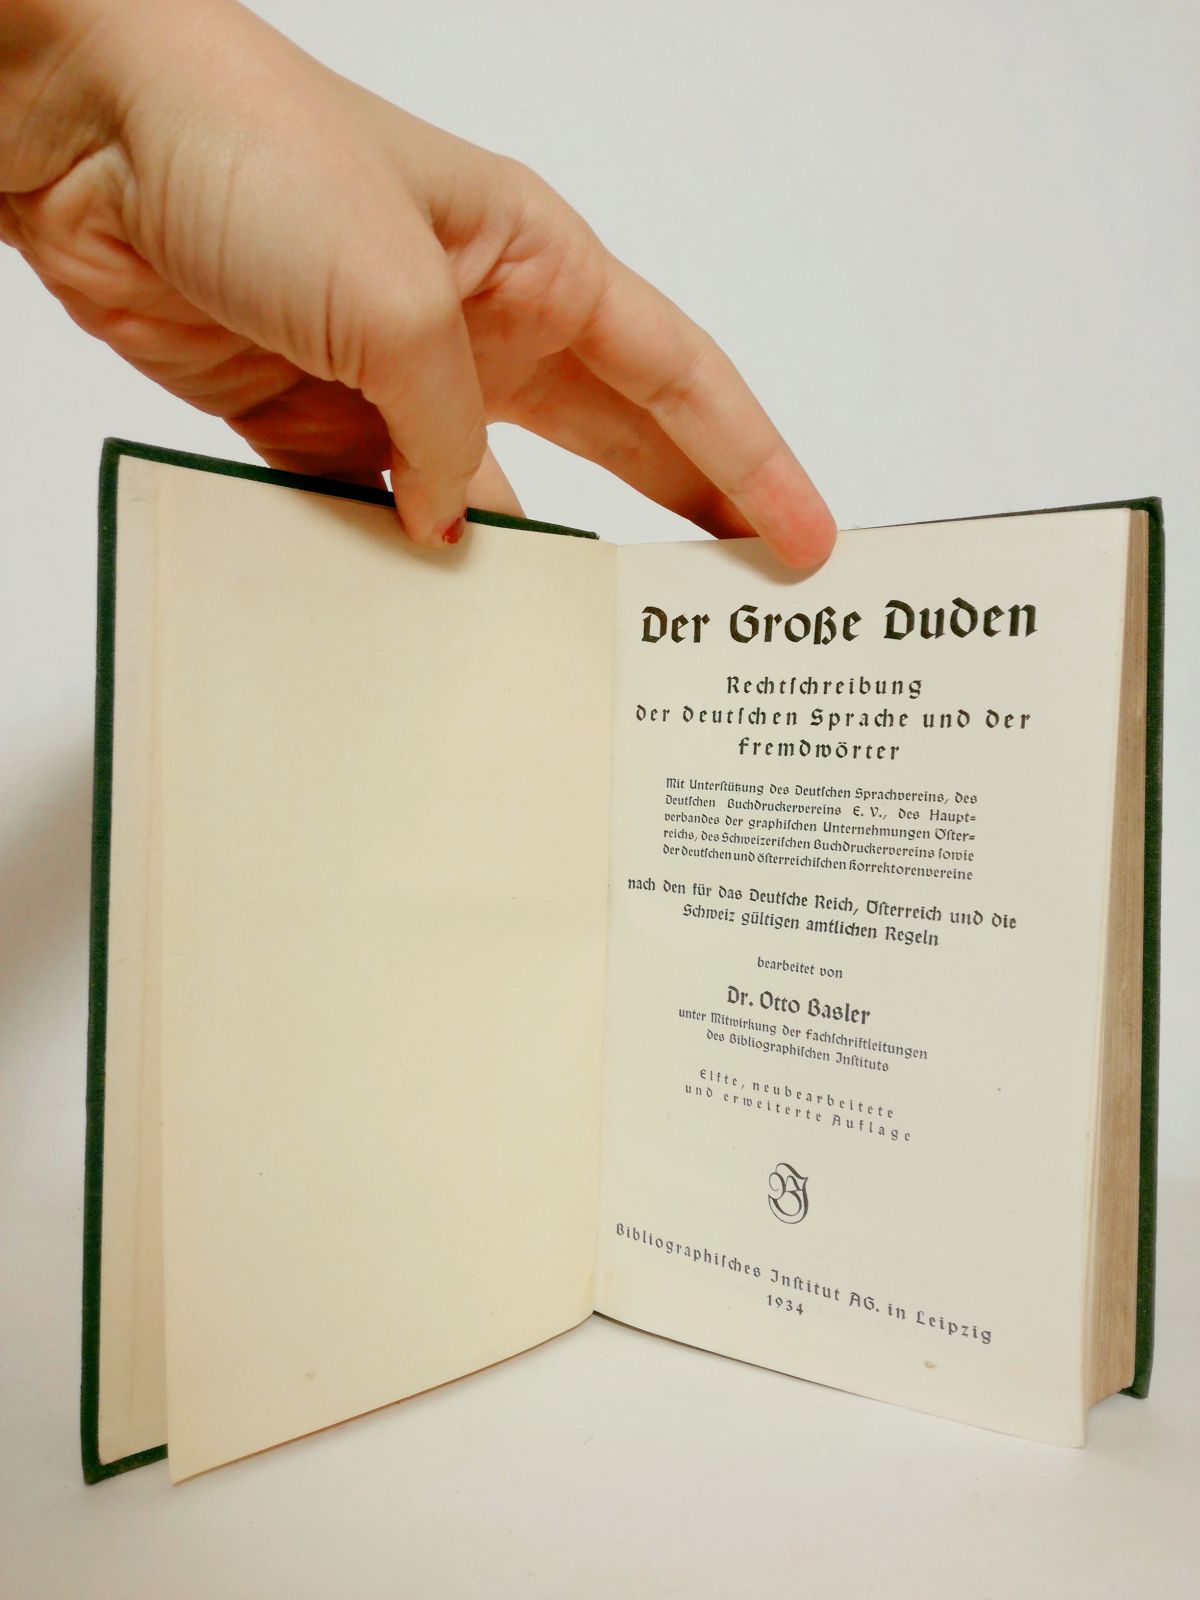 Der Große Duden
Rechtſchreibung
der deutſchen Sprache und der
Fremdwörter
Mit Unterſtützung des Deutſchen Sprachvereins, des
Deutſchen Buchdruckervereins E. V., des Haupt=
verbandes der graphiſchen Unternehmungen Öſter=
reichs, des Schweizeriſchen Buchdruckervereins ſowie
der deutſchen und öſterreichiſchen Korrektorenvereine
nach den für das Deutſche Reich, Öſterreich und die
Schweiz gültigen amtlichen Regeln
bearbeitet von
Dr. Otto Basler
unter Mitwirkung der Fachſchriftleitungen
des Bibliographiſchen Inſtituts
Elfte, neubearbeitete
und erweiterte Auflage
BI
Bibliographiſches Inſtitut AG. in Leipzig
1934